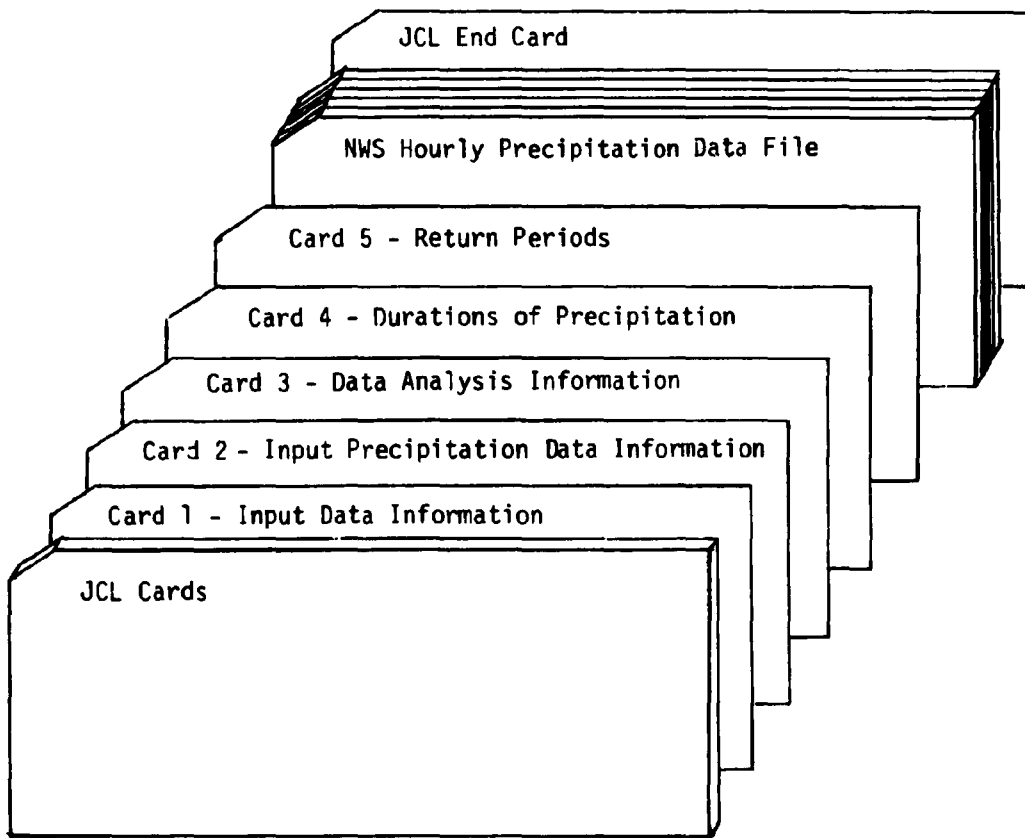 JCL End Card
NWS Hourly Precipitation Data File
Card 5 - Return Periods
Card 4 - Durations of Precipitation
Card 3 - Data Analysis Information
Card 2 - Input Precipitation Data Information
Card 1 - Input Data Information
JCL Cards